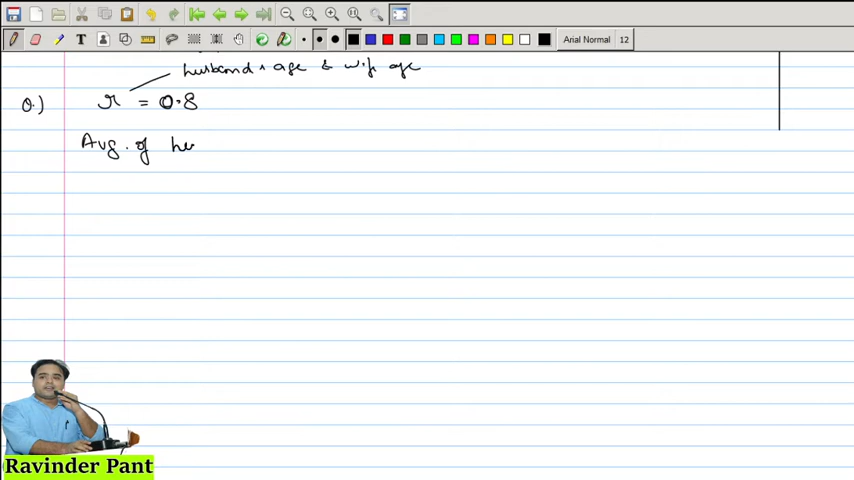 Arial Normal 12
husband's age & wife age
Q.) r = 0.8
Avg. of hu
Ravinder Pant